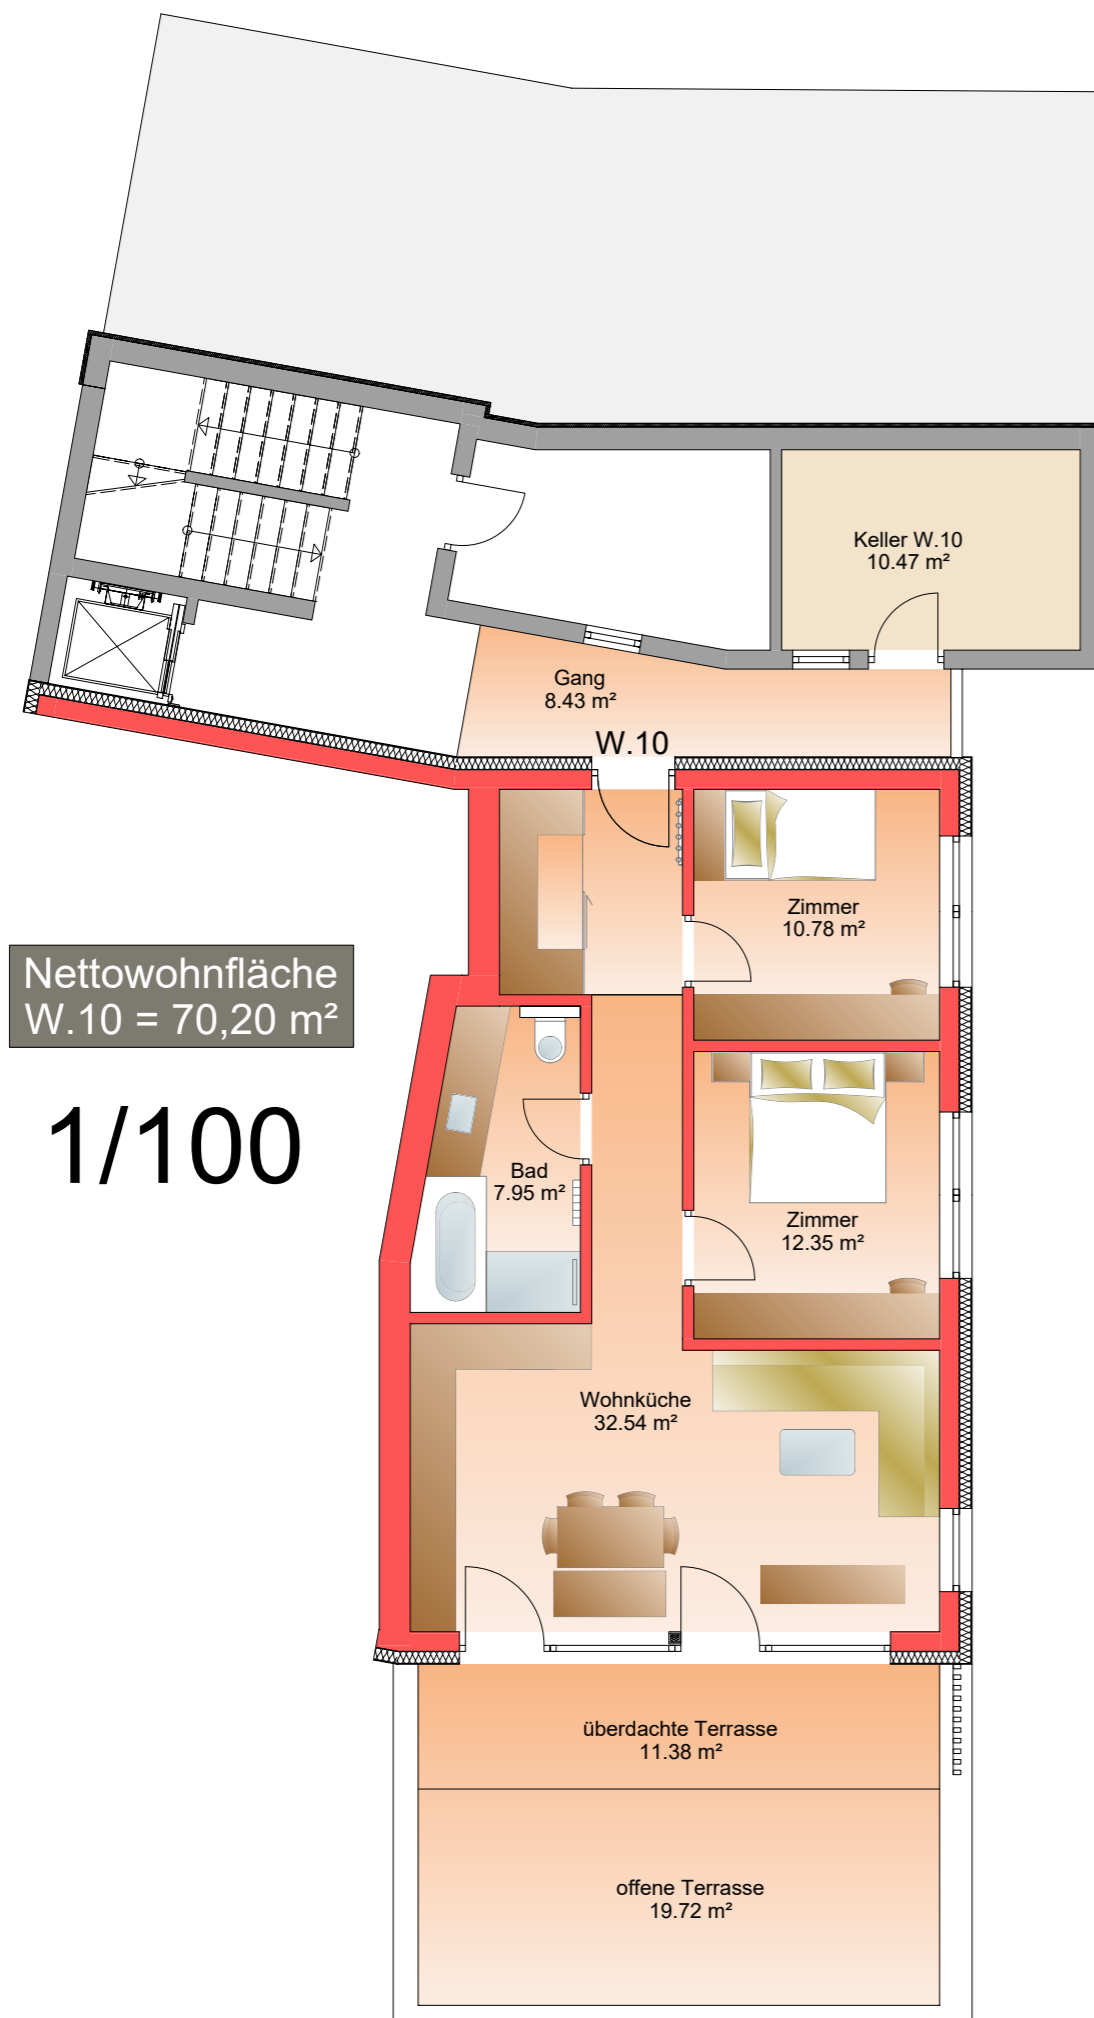 Keller W.10
10.47 m²
Gang
8.43 m²
W.10
Zimmer
10.78 m²
Nettowohnfläche
W.10 = 70,20 m²
1/100
Bad
7.95 m²
Zimmer
12.35 m²
Wohnküche
32.54 m²
überdachte Terrasse
11.38 m²
offene Terrasse
19.72 m²